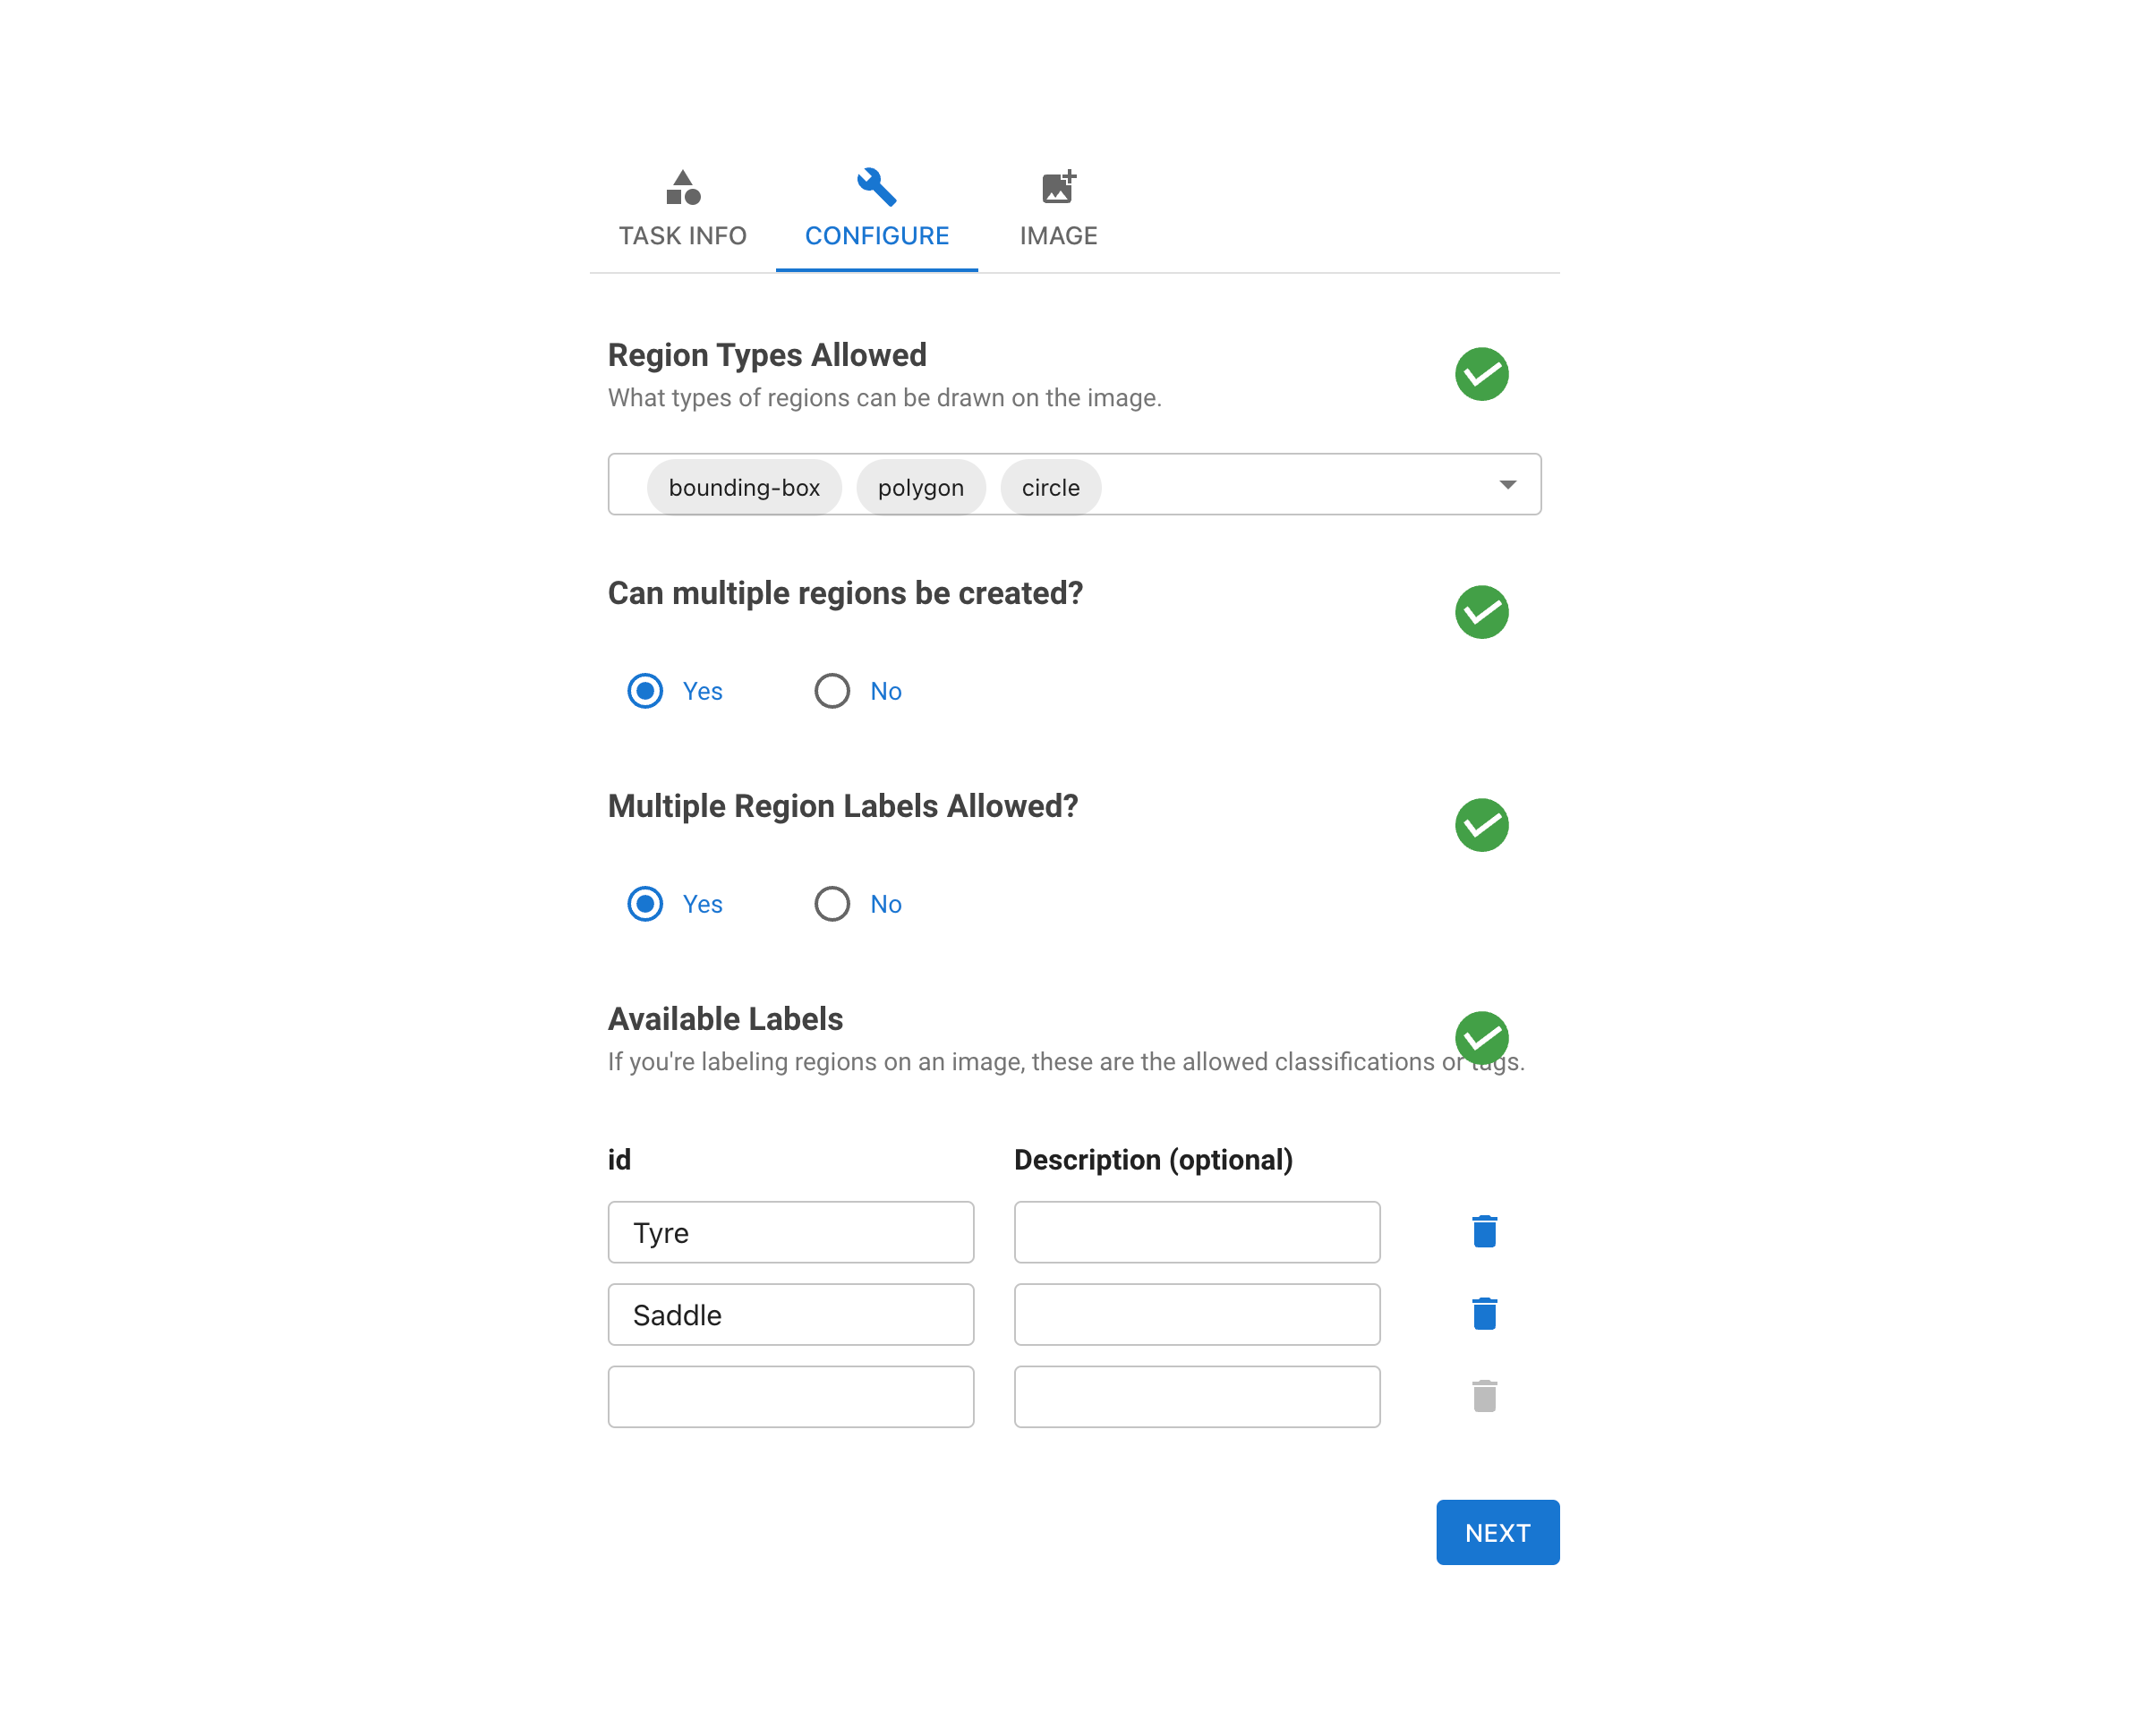 TASK INFO CONFIGURE IMAGE
Region Types Allowed
What types of regions can be drawn on the image.
bounding-box polygon circle
Can multiple regions be created?
Yes No
Multiple Region Labels Allowed?
Yes No
Available Labels
If you're labeling regions on an image, these are the allowed classifications or tags.
id Description (optional)
Tyre
Saddle
NEXT